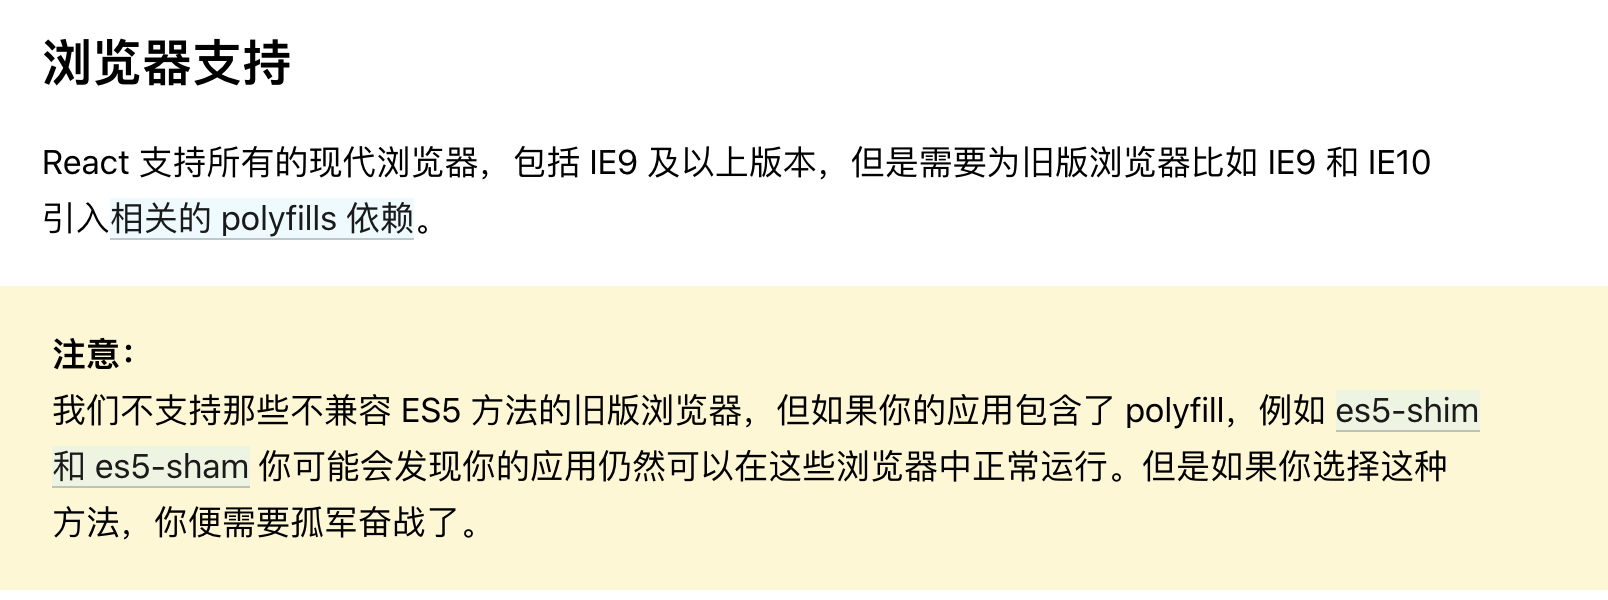 浏览器支持
React 支持所有的现代浏览器，包括 IE9 及以上版本，但是需要为旧版浏览器比如 IE9 和 IE10
引入相关的 polyfills 依赖。
注意：
我们不支持那些不兼容 ES5 方法的旧版浏览器，但如果你的应用包含了 polyfill，例如 es5-shim
和 es5-sham 你可能会发现你的应用仍然可以在这些浏览器中正常运行。但是如果你选择这种
方法，你便需要孤军奋战了。